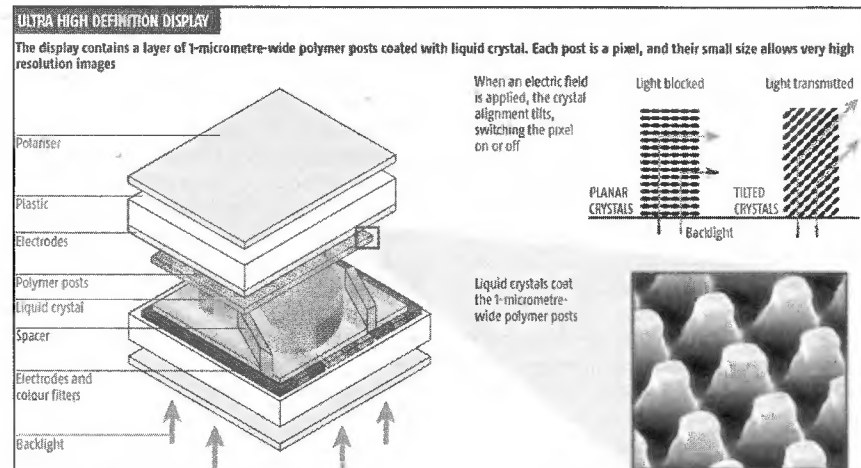 ULTRA HIGH DEFINITION DISPLAY
The display contains a layer of 1-micrometre-wide polymer posts coated with liquid crystal. Each post is a pixel, and their small size allows very high
resolution images
Polariser
Plastic
Electrodes
Polymer posts
Liquid crystal
Spacer
Electrodes and
colour filters
Backlight
When an electric field
is applied, the crystal
alignment tilts,
switching the pixel
on or off
Light blocked
Light transmitted
PLANAR
CRYSTALS
TILTED
CRYSTALS
Backlight
Liquid crystals coat
the 1-micrometre-
wide polymer posts